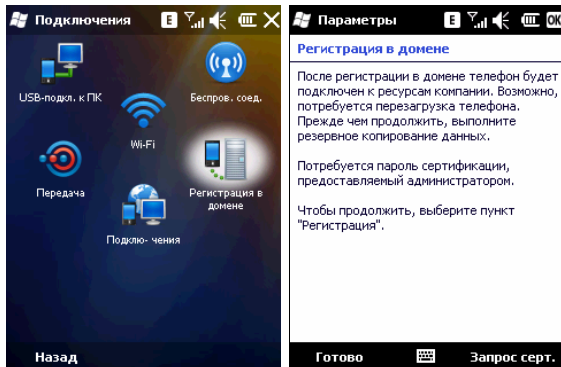 Подключения
E
USB-подкл. к ПК
Беспров. соед.
Wi-Fi
Передача
Регистрация в
домене
Подклю- чения
Назад
Параметры
E
OK
Регистрация в домене
После регистрации в домене телефон будет
подключен к ресурсам компании. Возможно,
потребуется перезагрузка телефона.
Прежде чем продолжить, выполните
резервное копирование данных.
Потребуется пароль сертификации,
предоставляемый администратором.
Чтобы продолжить, выберите пункт
"Регистрация".
Готово
Запрос серт.